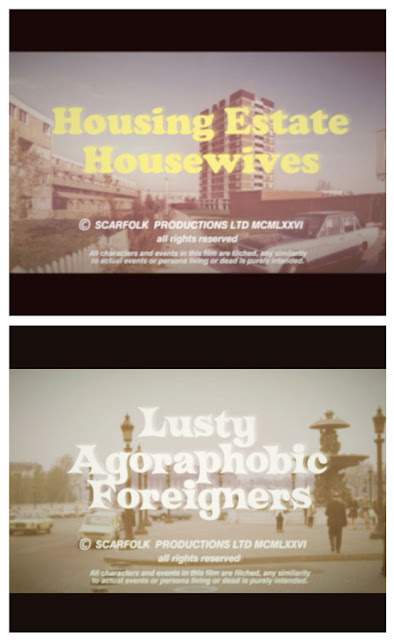 Housing Estate
Housewives
© SCARFOLK PRODUCTIONS LTD MCMLXXVI
all rights reserved
All characters and events in this film are filched, any similarity
to actual events or persons living or dead is purely intended.
Lusty
Agoraphobic
Foreigners
© SCARFOLK PRODUCTIONS LTD MCMLXXVI
all rights reserved
All characters and events in this film are filched, any similarity
to actual events or persons living or dead is purely intended.